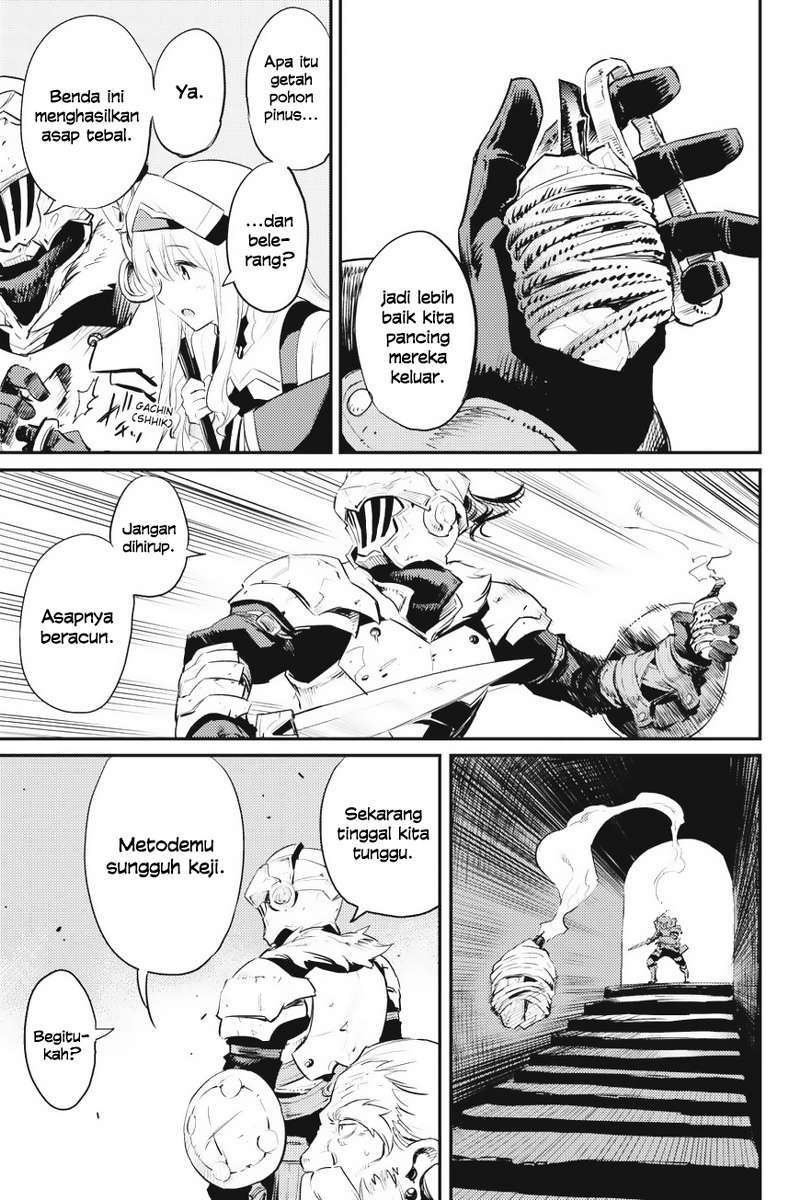 jadi lebih
baik kita
pancing
mereka
keluar.
Apa itu
getah
pohon
pinus...
...dan
bele-
rang?
Ya.
Benda ini
menghasilkan
asap tebal.
GACHIN
(SHHIK)
Jangan
dihirup.
Asapnya
beracun.
Sekarang
tinggal kita
tunggu.
Metodemu
sungguh keji.
Begitu-
kah?